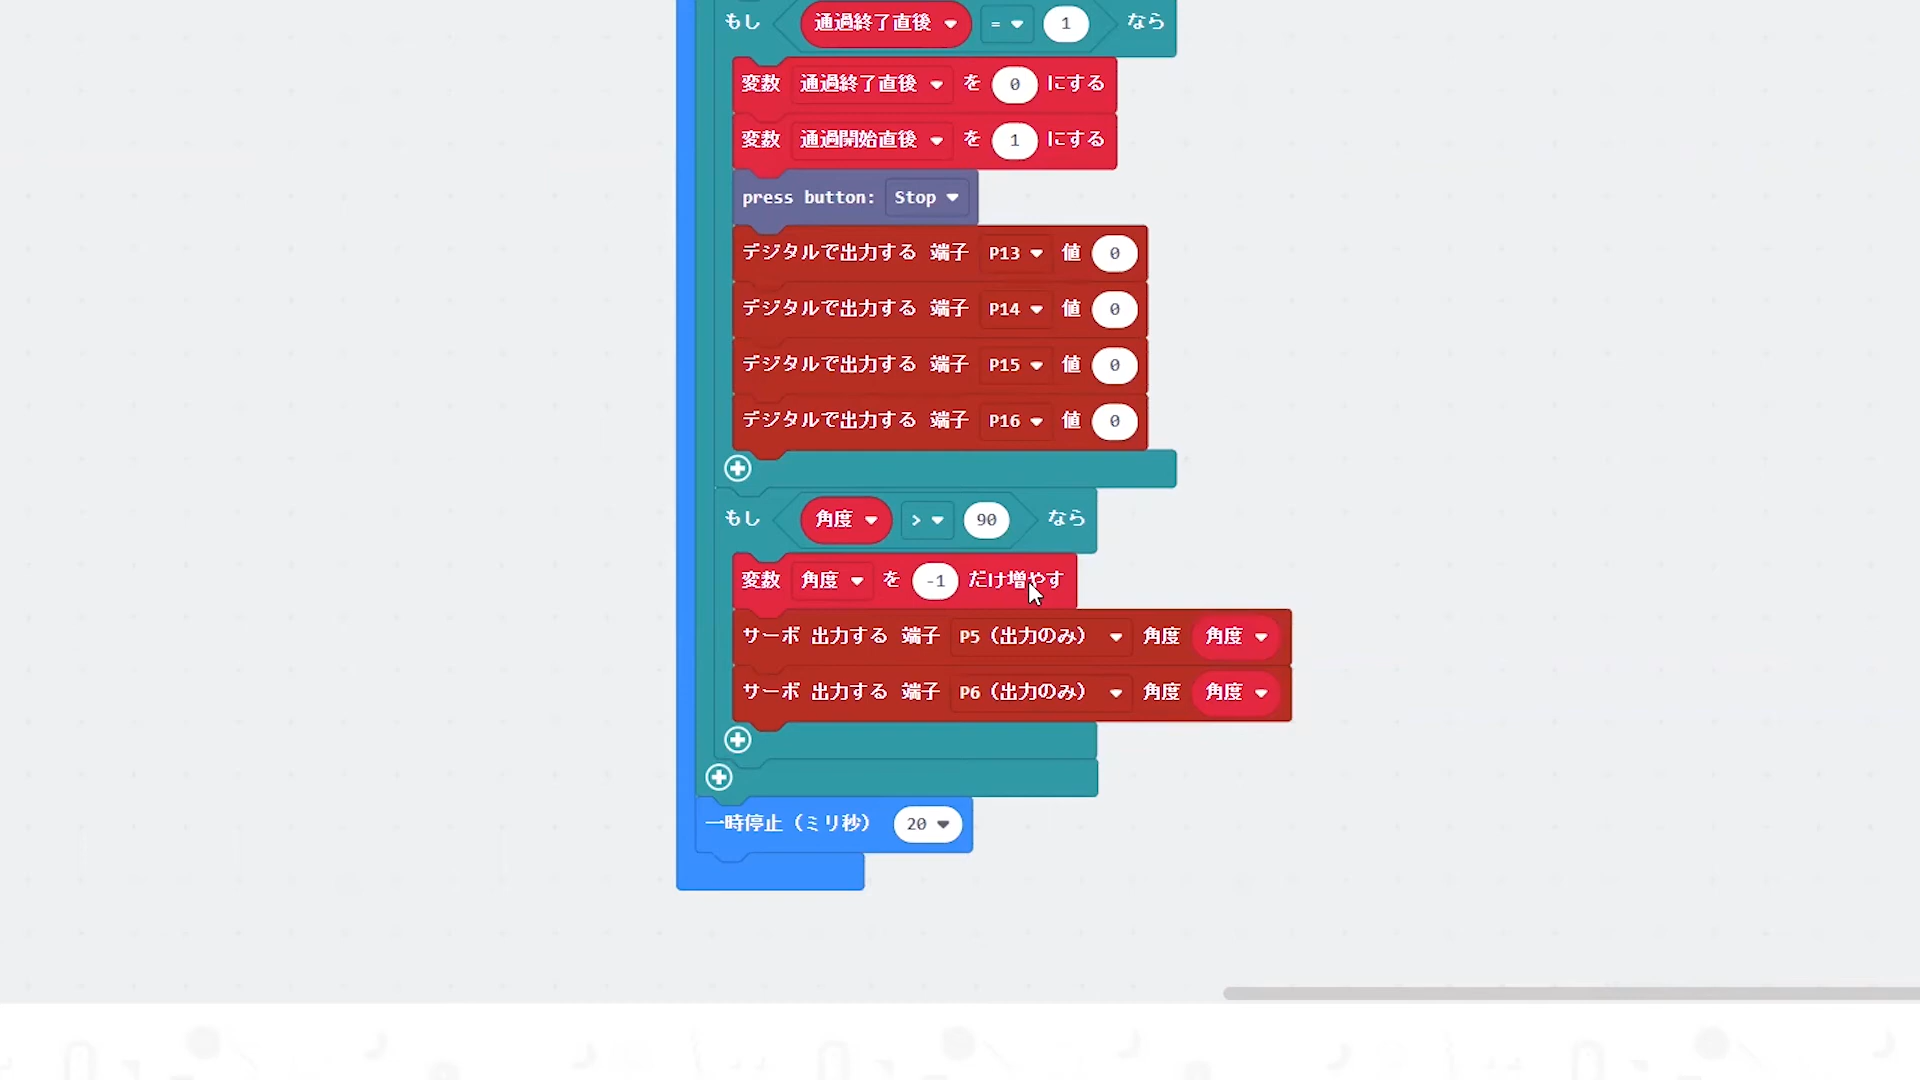 もし 通過終了直後 = 1 なら
変数 通過終了直後 を 0 にする
変数 通過開始直後 を 1 にする
press button: Stop
デジタルで出力する 端子 P13 値 0
デジタルで出力する 端子 P14 値 0
デジタルで出力する 端子 P15 値 0
デジタルで出力する 端子 P16 値 0
もし 角度 > 90 なら
変数 角度 を -1 だけ増やす
サーボ 出力する 端子 P5（出力のみ） 角度 角度
サーボ 出力する 端子 P6（出力のみ） 角度 角度
一時停止（ミリ秒） 20